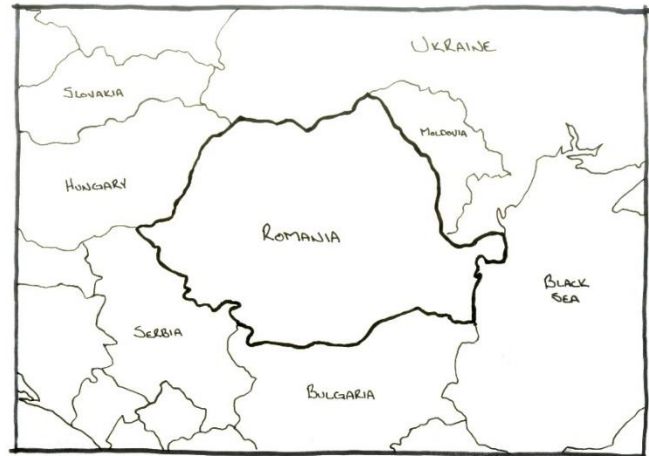 UKRAINE
SLOVAKIA
MOLDOVIA
HUNGARY
ROMANIA
BLACK
SEA
SERBIA
BULGARIA